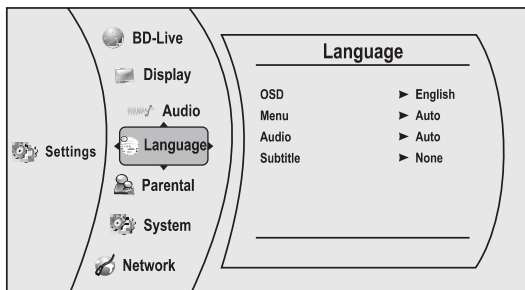 Settings
BD-Live
Display
Audio
Language
Parental
System
Network
Language
OSD ► English
Menu ► Auto
Audio ► Auto
Subtitle ► None